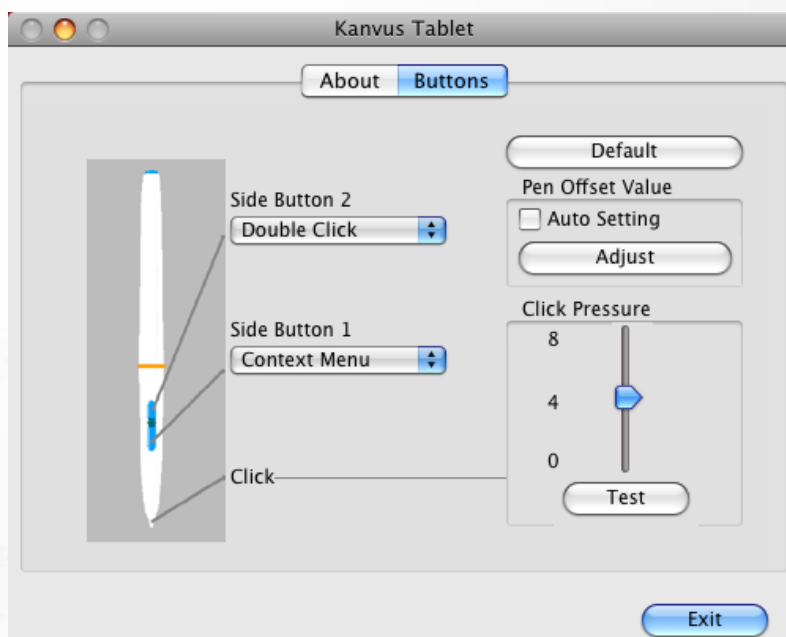 Kanvus Tablet
About Buttons
Default
Side Button 2
Double Click
Pen Offset Value
Auto Setting
Adjust
Side Button 1
Context Menu
Click
Click Pressure
8
4
0
Test
Exit